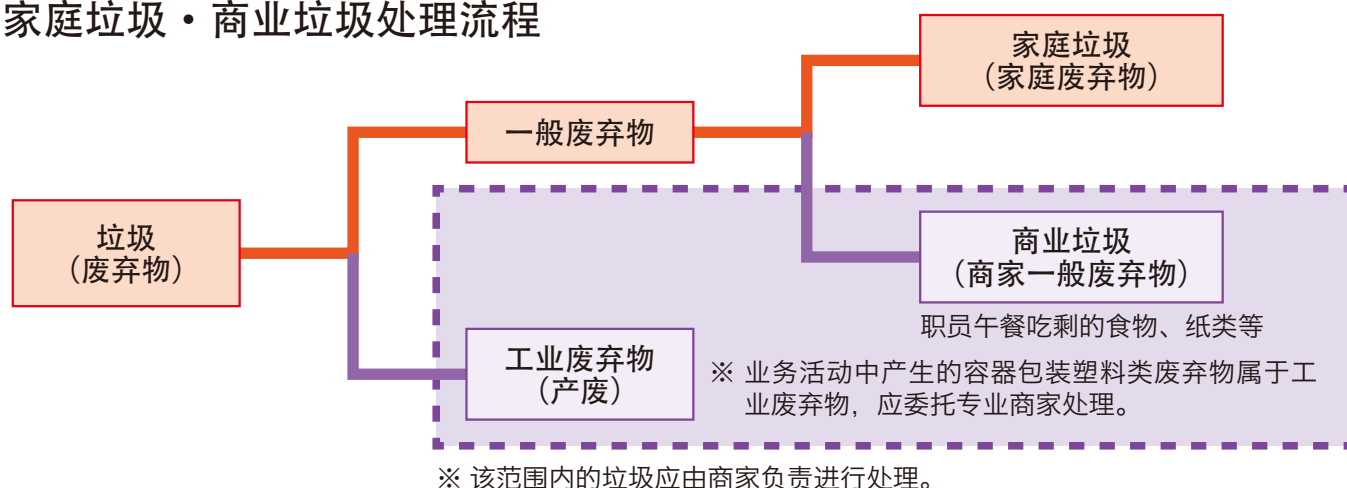 家庭垃圾・商业垃圾处理流程
家庭垃圾
（家庭废弃物）
一般废弃物
垃圾
（废弃物）
商业垃圾
（商家一般废弃物）
职员午餐吃剩的食物、纸类等
工业废弃物
（产废）
※ 业务活动中产生的容器包装塑料类废弃物属于工
业废弃物，应委托专业商家处理。
※ 该范围内的垃圾应由商家负责进行处理。